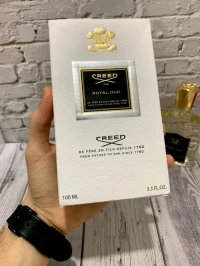 CREED
ROYAL OUD
CREED
DE PÈRE EN FILS DEPUIS 1760
FROM FATHER TO SON SINCE 1760
100 ML
3.3 FL.OZ.